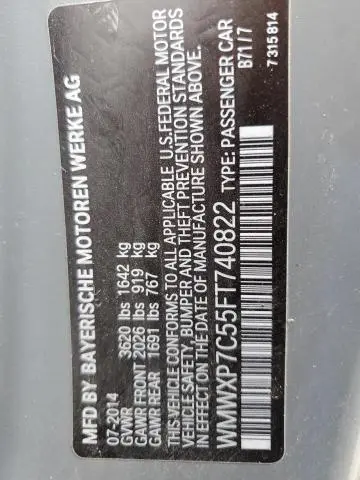 MFD BY BAYERISCHE MOTOREN WERKE AG
07-2014
GVWR 3620 lbs 1642 kg
GAWR FRONT 2026 lbs 919 kg
GAWR REAR 1691 lbs 767 kg
THIS VEHICLE CONFORMS TO ALL APPLICABLE U.S.FEDERAL MOTOR
VEHICLE SAFETY, BUMPER AND THEFT PREVENTION STANDARDS
IN EFFECT ON THE DATE OF MANUFACTURE SHOWN ABOVE.
WMWXP7C55FT740822 TYPE: PASSENGER CAR
B7117
7 315 814